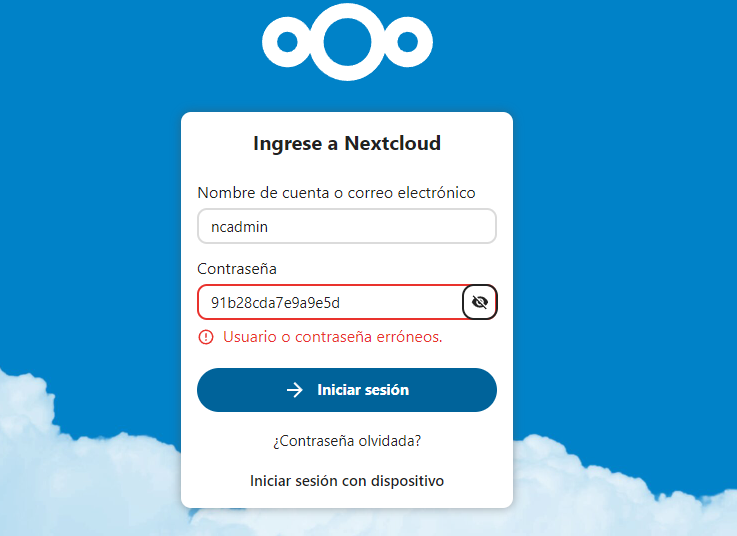 Ingrese a Nextcloud
Nombre de cuenta o correo electrónico
ncadmin
Contraseña
91b28cda7e9a9e5d
Usuario o contraseña erróneos.
Iniciar sesión
¿Contraseña olvidada?
Iniciar sesión con dispositivo